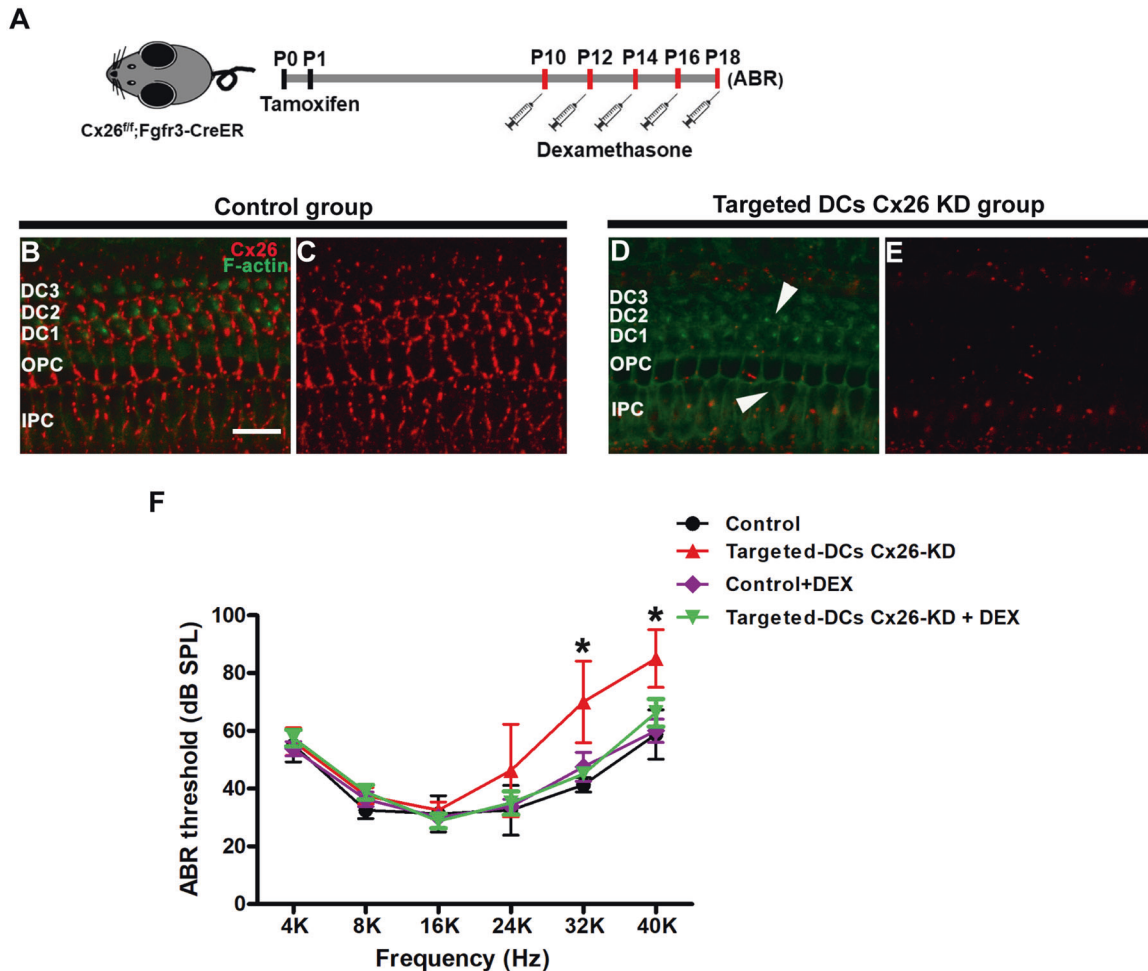 A
P0 P1 P10 P12 P14 P16 P18
(ABR)
Tamoxifen
Cx26f/f;Fgfr3-CreER
Dexamethasone
Control group
Targeted DCs Cx26 KD group
B
Cx26
F-actin
DC3
DC2
DC1
OPC
IPC
C
D
DC3
DC2
DC1
OPC
IPC
E
F
Control
Targeted-DCs Cx26-KD
Control+DEX
Targeted-DCs Cx26-KD + DEX
ABR threshold (dB SPL)
100
80
60
40
20
0
* *
4K 8K 16K 24K 32K 40K
Frequency (Hz)